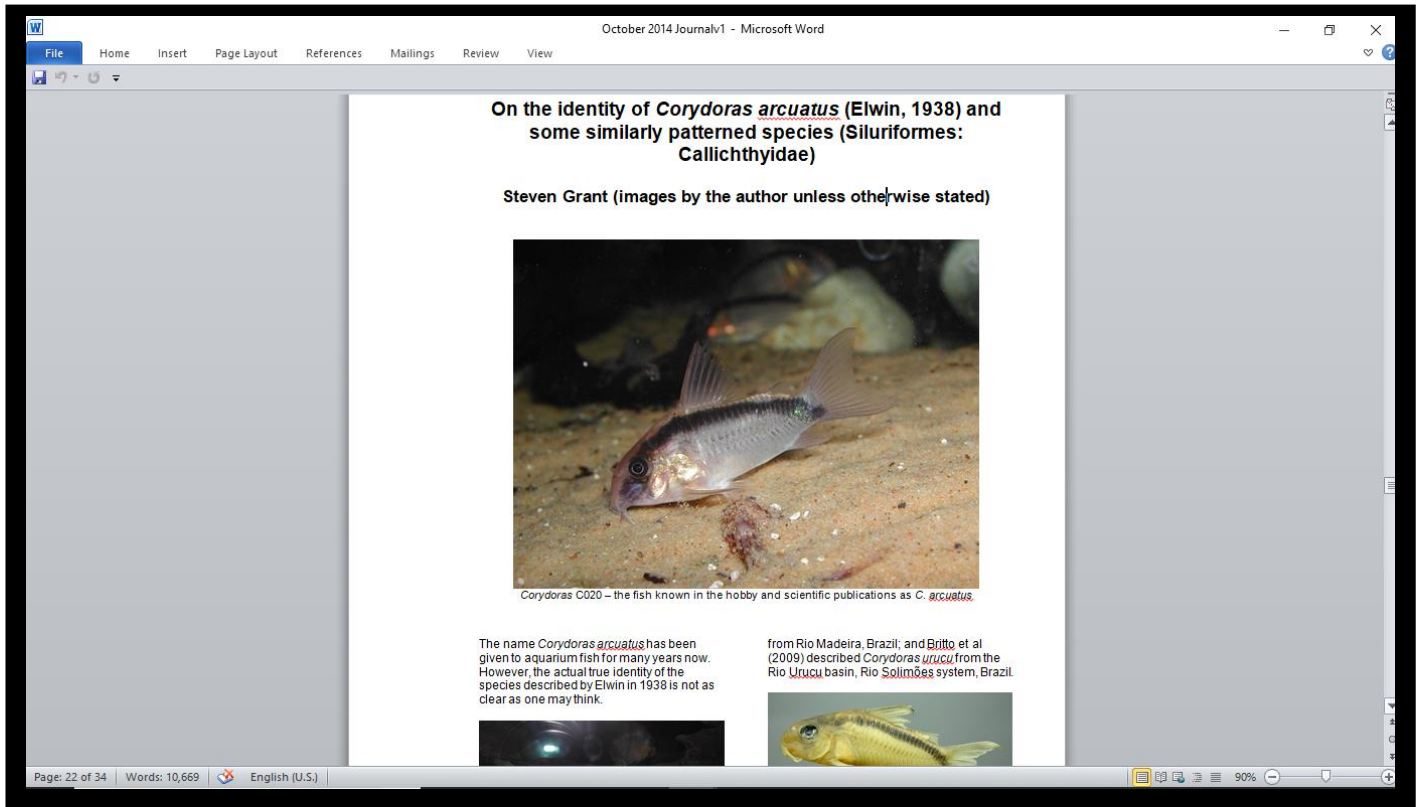 October 2014 Journalv1 - Microsoft Word
File Home Insert Page Layout References Mailings Review View
On the identity of Corydoras arcuatus (Elwin, 1938) and
some similarly patterned species (Siluriformes:
Callichthyidae)
Steven Grant (images by the author unless otherwise stated)
Corydoras C020 – the fish known in the hobby and scientific publications as C. arcuatus
The name Corydoras arcuatus has been
given to aquarium fish for many years now.
However, the actual true identity of the
species described by Elwin in 1938 is not as
clear as one may think.
from Rio Madeira, Brazil; and Britto et al
(2009) described Corydoras urucu from the
Rio Urucu basin, Rio Solimões system, Brazil.
Page: 22 of 34 Words: 10,669 English (U.S.) 90%